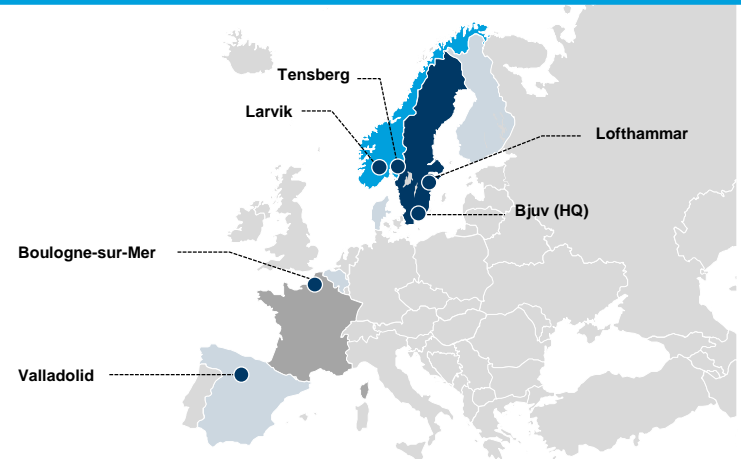 Tensberg
Larvik
Lofthammar
Bjuv (HQ)
Boulogne-sur-Mer
Valladolid